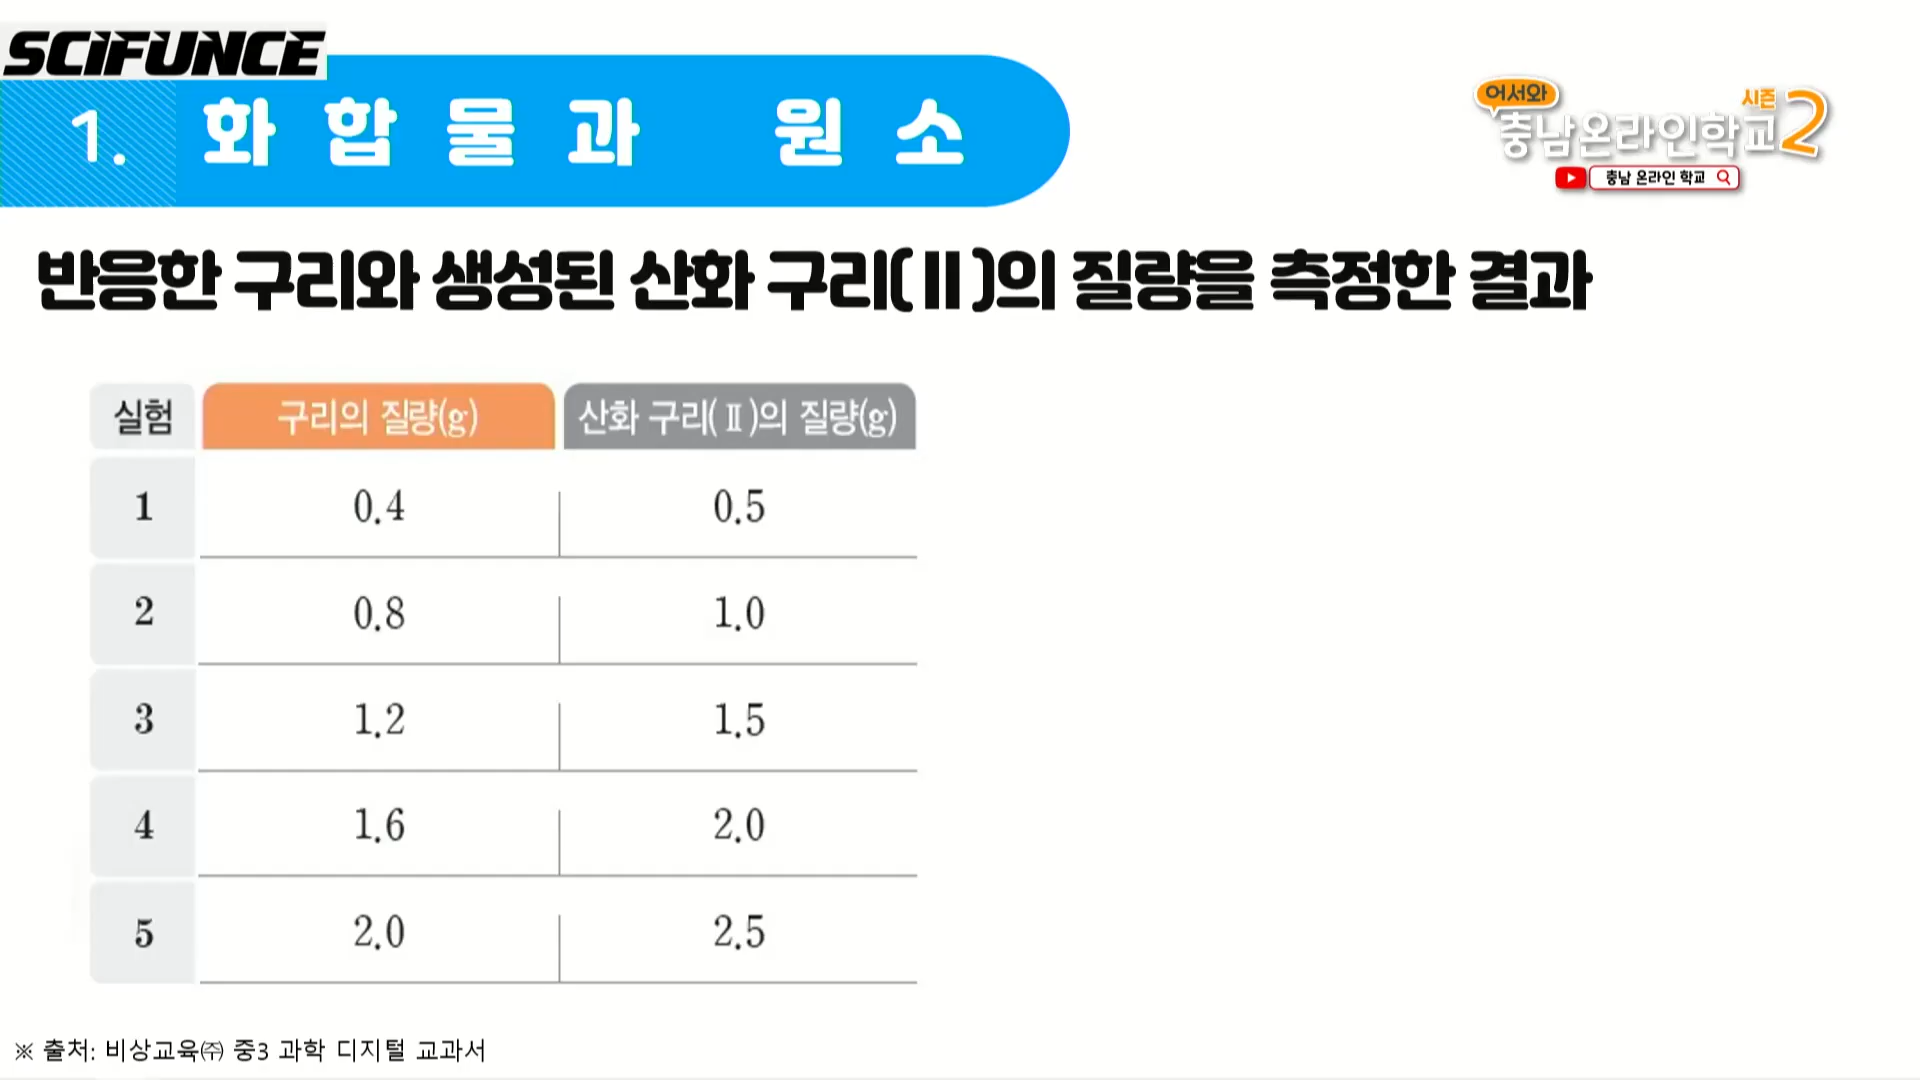 SCIFUNCE
1. 화합물과 원소
어서와
시즌
충남온라인학교2
충남 온라인 학교
반응한 구리와 생성된 산화 구리(Ⅱ)의 질량을 측정한 결과
실험 구리의 질량(g) 산화 구리(Ⅱ)의 질량(g)
1 0.4 0.5
2 0.8 1.0
3 1.2 1.5
4 1.6 2.0
5 2.0 2.5
※ 출처: 비상교육㈜ 중3 과학 디지털 교과서